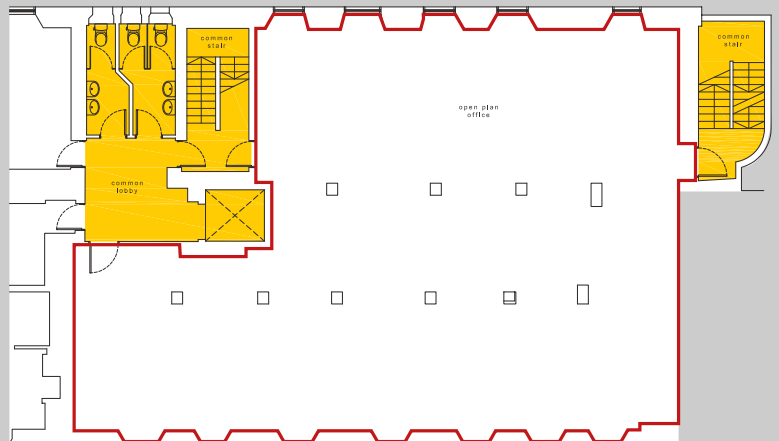 common
stair
common
stair
open plan
office
common
lobby